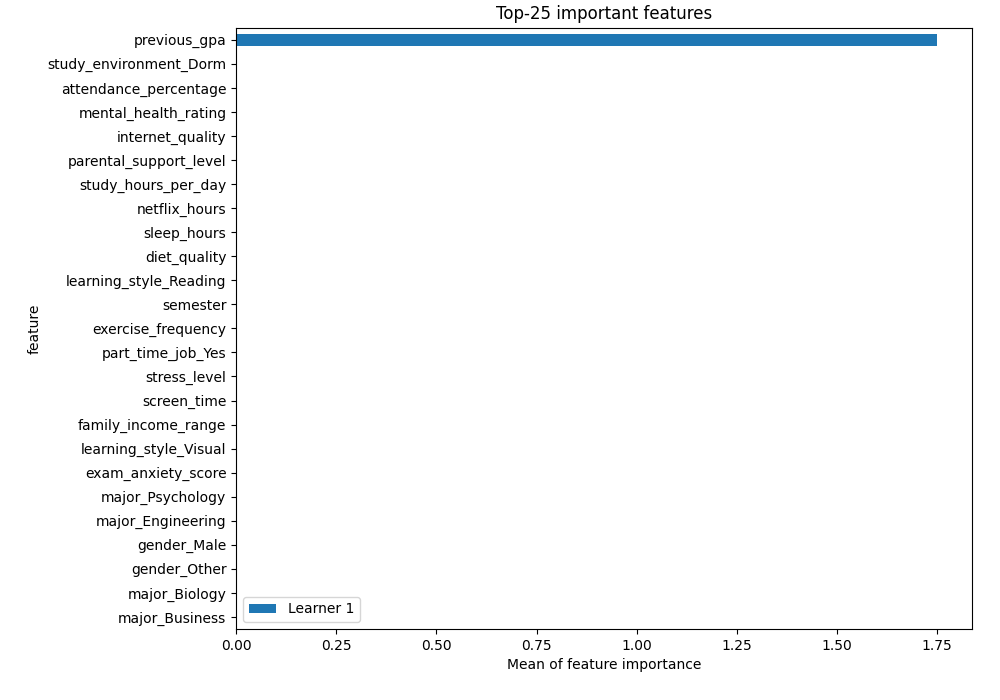 Top-25 important features
previous_gpa
study_environment_Dorm
attendance_percentage
mental_health_rating
internet_quality
parental_support_level
study_hours_per_day
netflix_hours
sleep_hours
diet_quality
learning_style_Reading
semester
exercise_frequency
part_time_job_Yes
stress_level
screen_time
family_income_range
learning_style_Visual
exam_anxiety_score
major_Psychology
major_Engineering
gender_Male
gender_Other
major_Biology
major_Business
feature
Learner 1
0.00 0.25 0.50 0.75 1.00 1.25 1.50 1.75
Mean of feature importance